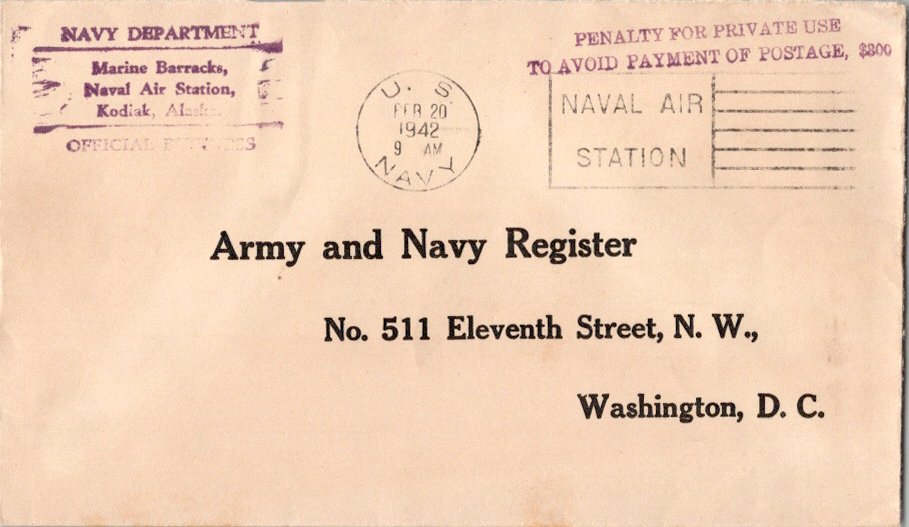 NAVY DEPARTMENT
Marine Barracks,
Naval Air Station,
Kodiak, Alaska.
OFFICIAL BUSINESS
U. S.
FEB 20
1942
9 AM
NAVY
PENALTY FOR PRIVATE USE
TO AVOID PAYMENT OF POSTAGE, $300
NAVAL AIR
STATION
Army and Navy Register
No. 511 Eleventh Street, N. W.,
Washington, D. C.